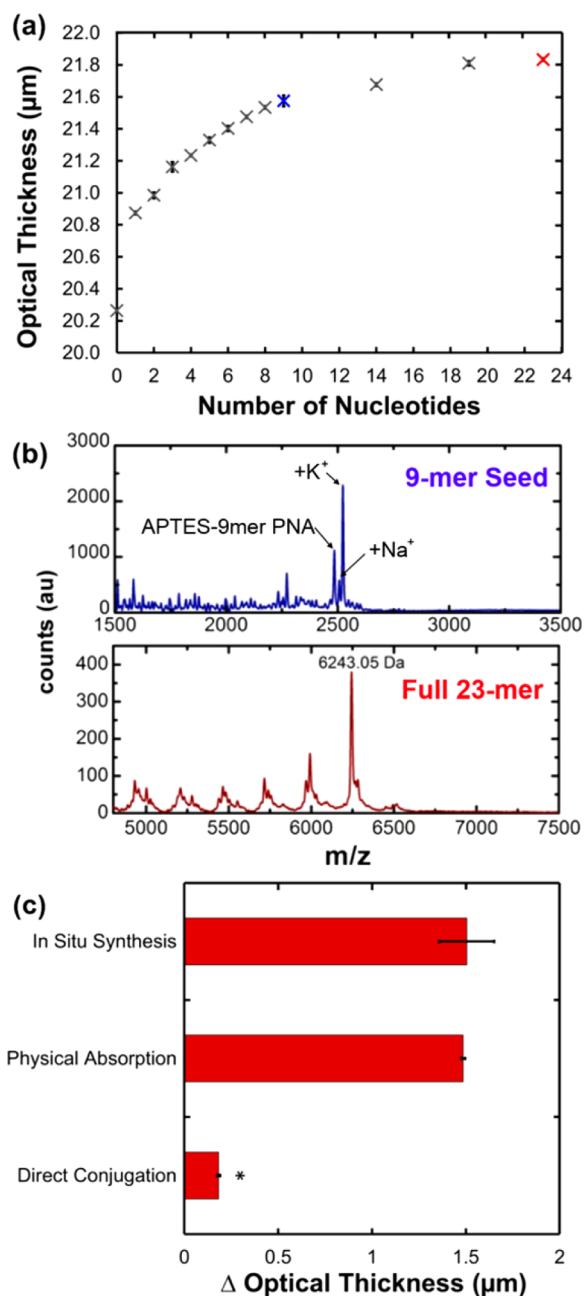 (a)
Optical Thickness (μm)
22.0
21.8
21.6
21.4
21.2
21.0
20.8
20.6
20.4
20.2
20.0
0 2 4 6 8 10 12 14 16 18 20 22 24
Number of Nucleotides
(b)
counts (au)
3000
2000
1000
0
+K⁺
9-mer Seed
APTES-9mer PNA
+Na⁺
1500 2000 2500 3000 3500
400
300
200
100
0
6243.05 Da
Full 23-mer
5000 5500 6000 6500 7000 7500
m/z
(c)
In Situ Synthesis
Physical Absorption
Direct Conjugation
*
0 0.5 1 1.5 2
Δ Optical Thickness (μm)